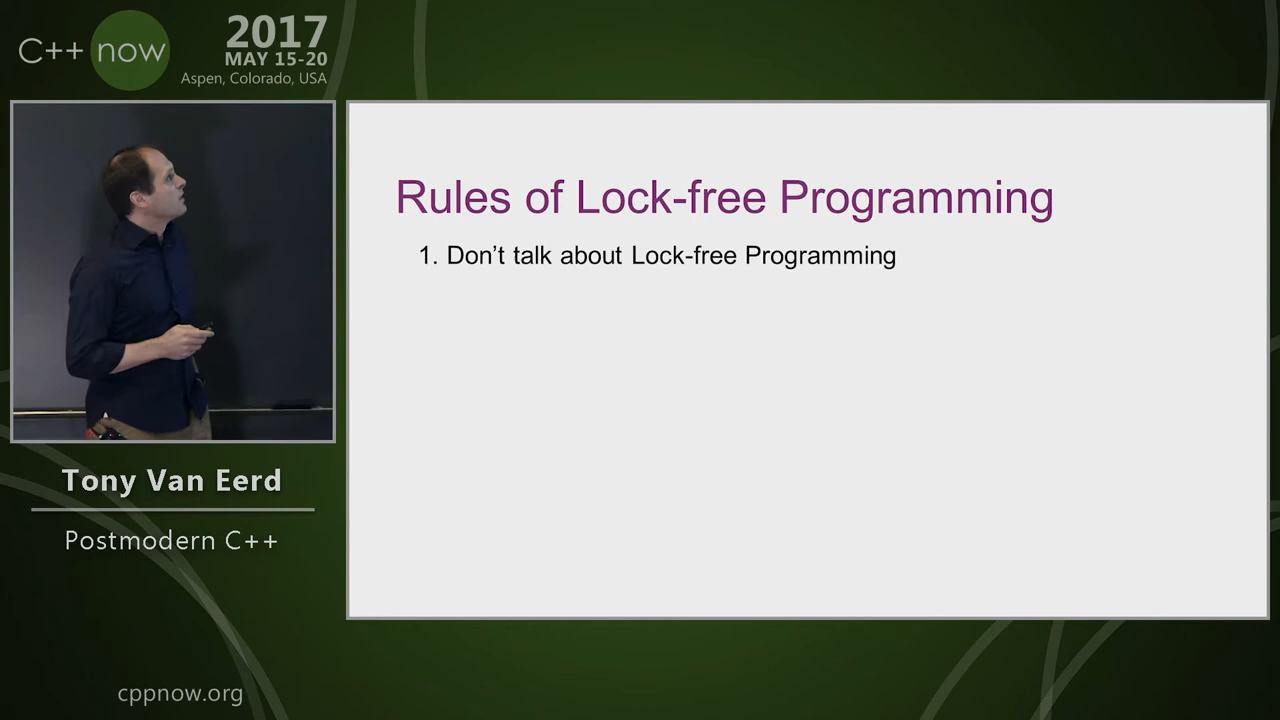 C++ now
2017
MAY 15-20
Aspen, Colorado, USA
Rules of Lock-free Programming
1. Don’t talk about Lock-free Programming
Tony Van Eerd
Postmodern C++
cppnow.org